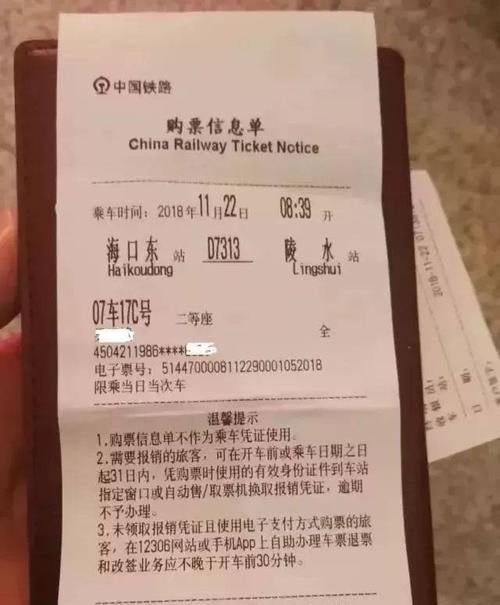 中国铁路
购票信息单
China Railway Ticket Notice
乘车时间: 2018 11月22日 08:39 开
海口东 站 D7313 陵水 站
Haikoudong Lingshui
07车17C号 二等座 全
4504211986****
电子票号: 5144700008112290001052018
限乘当日当次车
温馨提示
1.购票信息单不作为乘车凭证使用。
2.需要报销的旅客, 可在开车前或乘车日期之日
起31日内, 凭购票时使用的有效身份证件到车站
指定窗口或自动售/取票机换取报销凭证, 逾期
不予办理。
3.未领取报销凭证且使用电子支付方式购票的旅
客, 在12306网站或手机App上自助办理车票退票
和改签业务应不晚于开车前30分钟。
2018-11-22